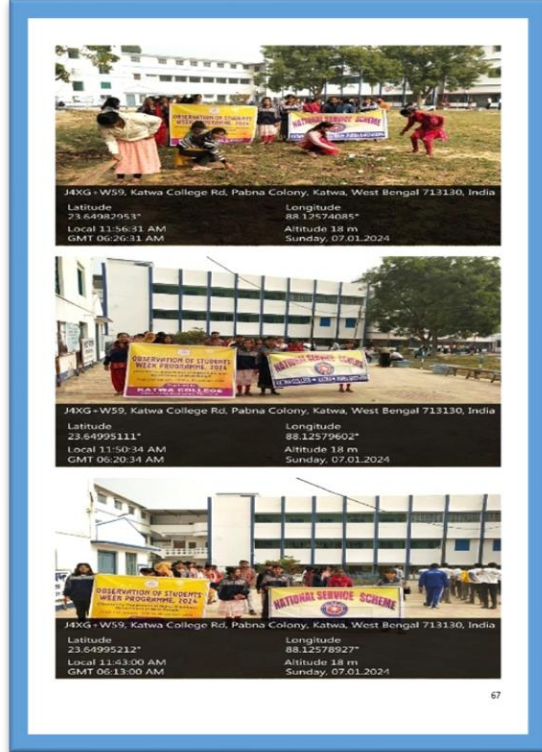 OBSERVATION OF STUDENTS'
WEEK PROGRAMME, 2024
NATIONAL SERVICE SCHEME
J4XG+W59, Katwa College Rd, Pabna Colony, Katwa, West Bengal 713130, India
Latitude
23.64982953°
Longitude
88.12574085°
Local 11:56:31 AM
GMT 06:26:31 AM
Altitude 18 m
Sunday, 07.01.2024
OBSERVATION OF STUDENTS'
WEEK PROGRAMME, 2024
KATWA COLLEGE
NATIONAL SERVICE SCHEME
J4XG+W59, Katwa College Rd, Pabna Colony, Katwa, West Bengal 713130, India
Latitude
23.64995111°
Longitude
88.12579602°
Local 11:50:34 AM
GMT 06:20:34 AM
Altitude 18 m
Sunday, 07.01.2024
OBSERVATION OF STUDENTS'
WEEK PROGRAMME, 2024
NATIONAL SERVICE SCHEME
J4XG+W59, Katwa College Rd, Pabna Colony, Katwa, West Bengal 713130, India
Latitude
23.64995212°
Longitude
88.12578927°
Local 11:43:00 AM
GMT 06:13:00 AM
Altitude 18 m
Sunday, 07.01.2024
67